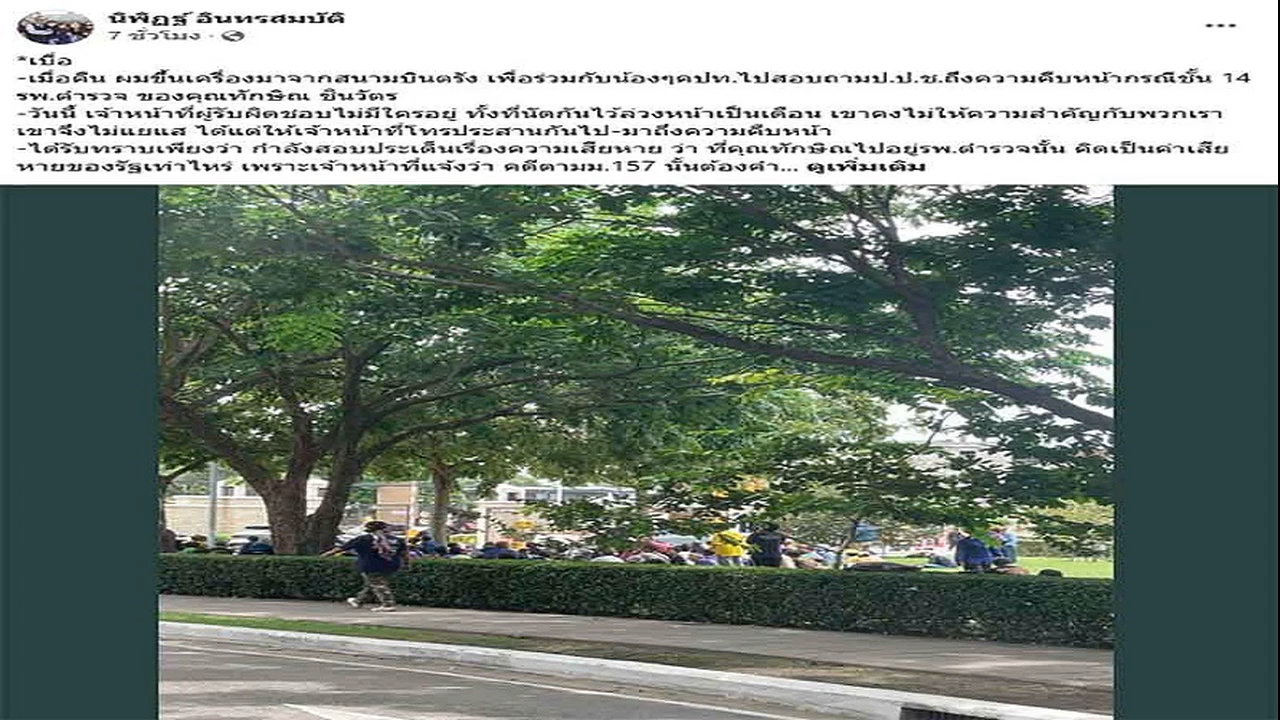 นิพิฏฐ์ อินทรสมบัติ
7 ชั่วโมง ·
*เบื่อ
-เมื่อคืน ผมขึ้นเครื่องมาจากสนามบินตรัง เพื่อร่วมกับน้องๆคปท.ไปสอบถามป.ป.ช.ถึงความคืบหน้ากรณีชั้น 14
รพ.ตำรวจ ของคุณทักษิณ ชินวัตร
-วันนี้ เจ้าหน้าที่ผู้รับผิดชอบไม่มีใครอยู่ ทั้งที่นัดกันไว้ล่วงหน้าเป็นเดือน เขาคงไม่ให้ความสำคัญกับพวกเรา
เขาจึงไม่แยแส ได้แต่ให้เจ้าหน้าที่โทรประสานกันไป-มาถึงความคืบหน้า
-ได้รับทราบเพียงว่า กำลังสอบประเด็นเรื่องความเสียหาย ว่า ที่คุณทักษิณไปอยู่รพ.ตำรวจนั้น คิดเป็นค่าเสีย
หายของรัฐเท่าไหร่ เพราะเจ้าหน้าที่แจ้งว่า คดีตามม.157 นั้นต้องคำ... ดูเพิ่มเติม